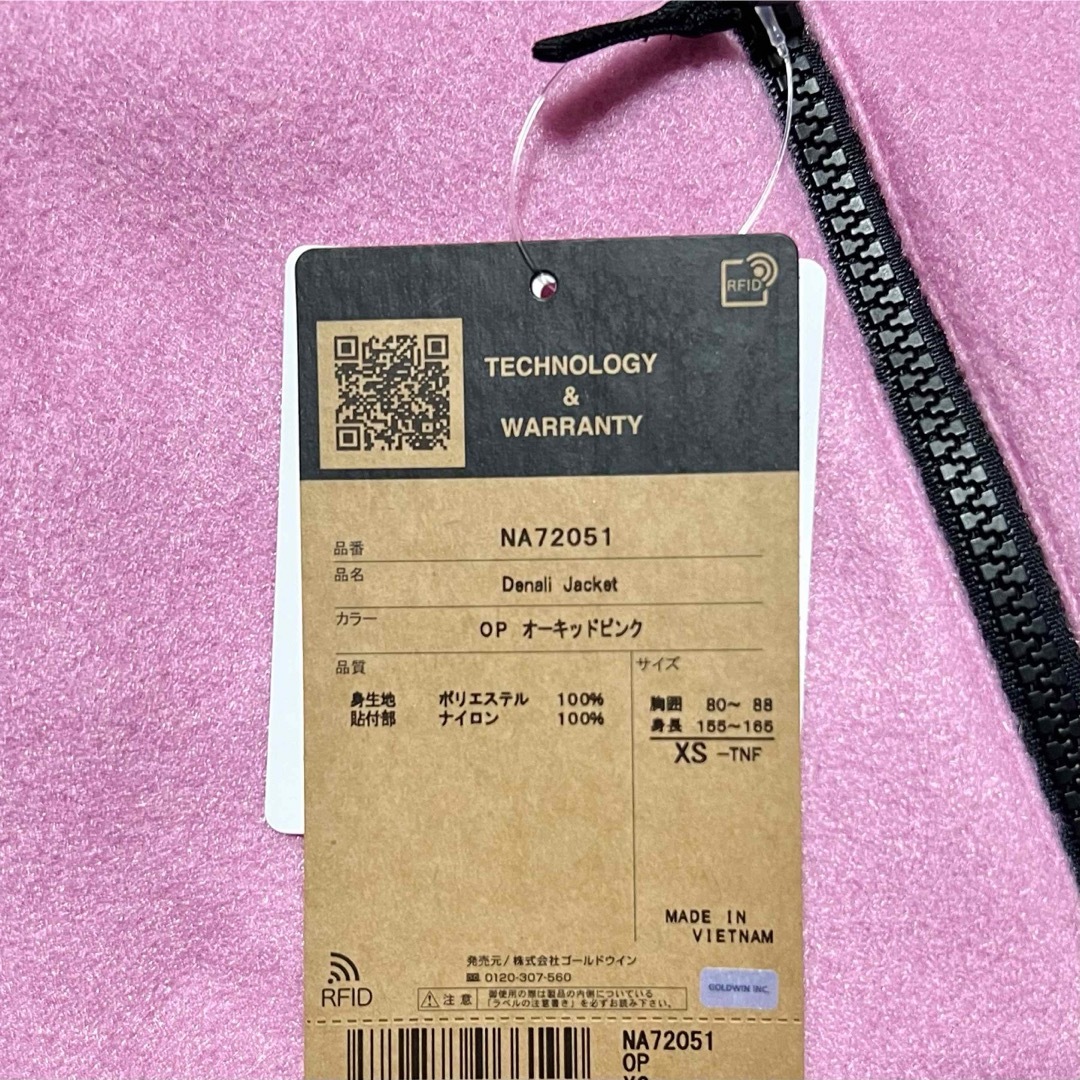 RFID
TECHNOLOGY
&
WARRANTY
品番 NA72051
品名 Denali Jacket
カラー OP オーキッドピンク
品質
身生地 ポリエステル 100%
貼付部 ナイロン 100%
サイズ
胸囲 80〜 88
身長 155〜165
XS -TNF
MADE IN
VIETNAM
発売元/株式会社ゴールドウイン
0120-307-560
RFID
注意 御使用の際は製品の内側についている
「ラベルの注意書き」を必ずお読み下さい。
GOLDWIN INC.
NA72051
OP